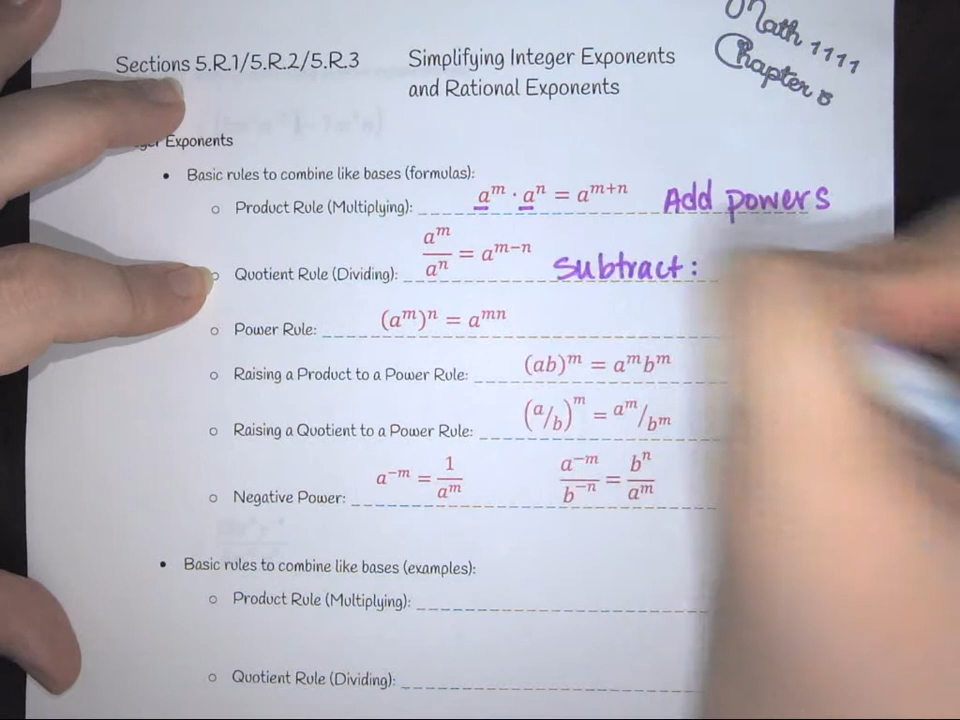 Math 1111
Chapter 5
Sections 5.R.1/5.R.2/5.R.3 Simplifying Integer Exponents
and Rational Exponents
Exponents
• Basic rules to combine like bases (formulas):
○ Product Rule (Multiplying): a^m · a^n = a^{m+n} Add powers
○ Quotient Rule (Dividing): a^m/a^n = a^{m−n} Subtract:
○ Power Rule: (a^m)^n = a^{mn}
○ Raising a Product to a Power Rule: (ab)^m = a^m b^m
○ Raising a Quotient to a Power Rule: (a/b)^m = a^m/b^m
○ Negative Power: a^{−m} = 1/a^m a^{−m}/b^{−n} = b^n/a^m
• Basic rules to combine like bases (examples):
○ Product Rule (Multiplying):
○ Quotient Rule (Dividing):